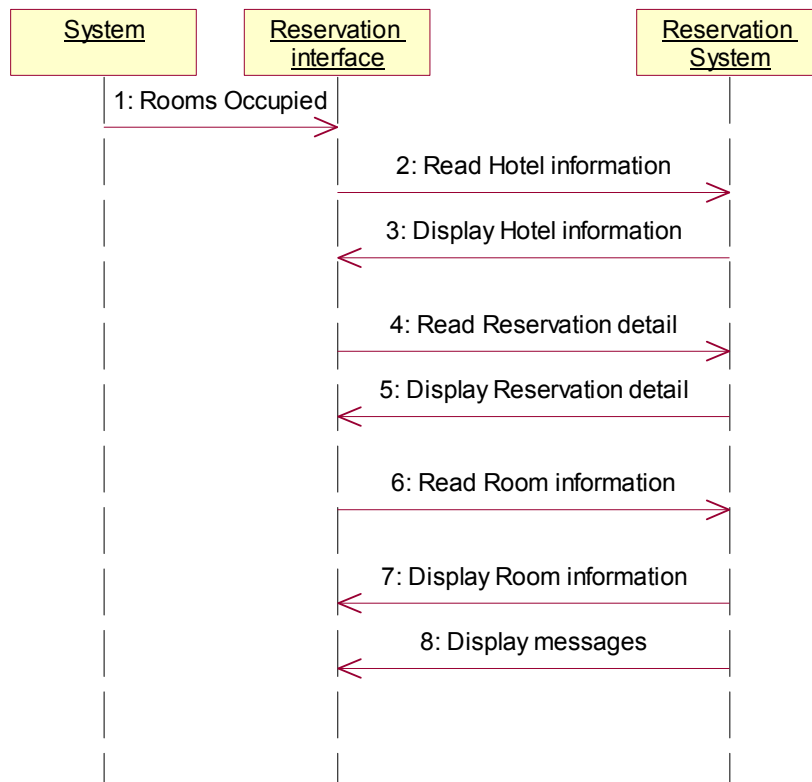 System
Reservation
interface
Reservation
System
1: Rooms Occupied
2: Read Hotel information
3: Display Hotel information
4: Read Reservation detail
5: Display Reservation detail
6: Read Room information
7: Display Room information
8: Display messages